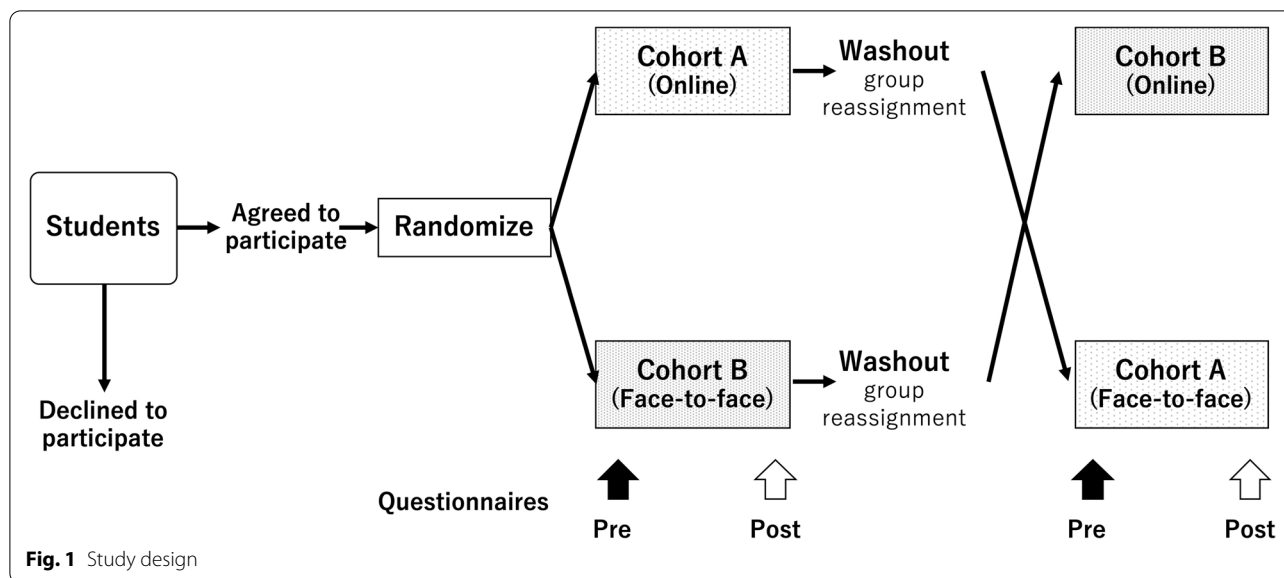 Students
Declined to
participate
Agreed to
participate
Randomize
Cohort A
(Online)
Washout
group
reassignment
Cohort B
(Online)
Cohort B
(Face-to-face)
Washout
group
reassignment
Cohort A
(Face-to-face)
Questionnaires
Pre
Post
Pre
Post
Fig. 1 Study design